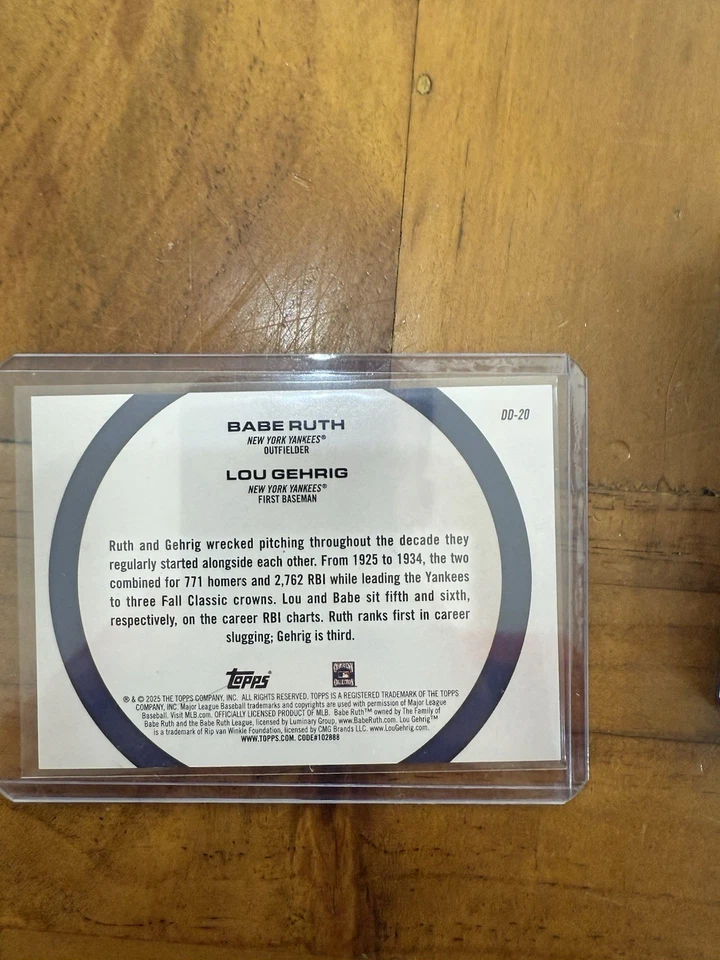 DD-20
BABE RUTH
NEW YORK YANKEES®
OUTFIELDER
LOU GEHRIG
NEW YORK YANKEES®
FIRST BASEMAN
Ruth and Gehrig wrecked pitching throughout the decade they
regularly started alongside each other. From 1925 to 1934, the two
combined for 771 homers and 2,762 RBI while leading the Yankees
to three Fall Classic crowns. Lou and Babe sit fifth and sixth,
respectively, on the career RBI charts. Ruth ranks first in career
slugging; Gehrig is third.
Topps®
® & © 2025 THE TOPPS COMPANY, INC. ALL RIGHTS RESERVED. TOPPS IS A REGISTERED TRADEMARK OF THE TOPPS
COMPANY, INC. Major League Baseball trademarks and copyrights are used with permission of Major League
Baseball. Visit MLB.com. OFFICIALLY LICENSED PRODUCT OF MLB. Babe Ruth™ owned by The Family of
Babe Ruth and the Babe Ruth League, licensed by Luminary Group, www.BabeRuth.com. Lou Gehrig™
is a trademark of Rip van Winkle Foundation, licensed by CMG Brands LLC. www.LouGehrig.com.
WWW.TOPPS.COM. CODE#102888